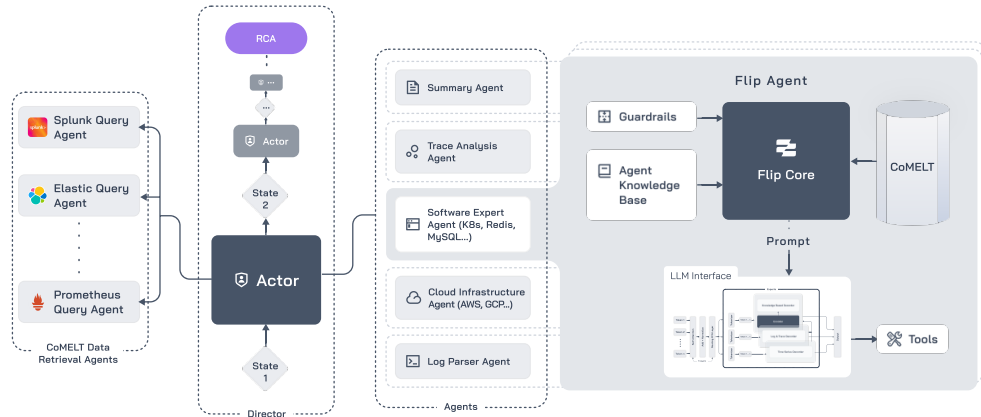 Splunk Query
Agent
Elastic Query
Agent
Prometheus
Query Agent
CoMELT Data
Retrieval Agents
RCA
...
...
Actor
State
2
Actor
State
1
Director
Summary Agent
Trace Analysis
Agent
Software Expert
Agent (K8s, Redis,
MySQL...)
Cloud Infrastructure
Agent (AWS, GCP...)
Log Parser Agent
Agents
Flip Agent
Guardrails
Agent
Knowledge
Base
Flip Core
CoMELT
Prompt
LLM Interface
Tools